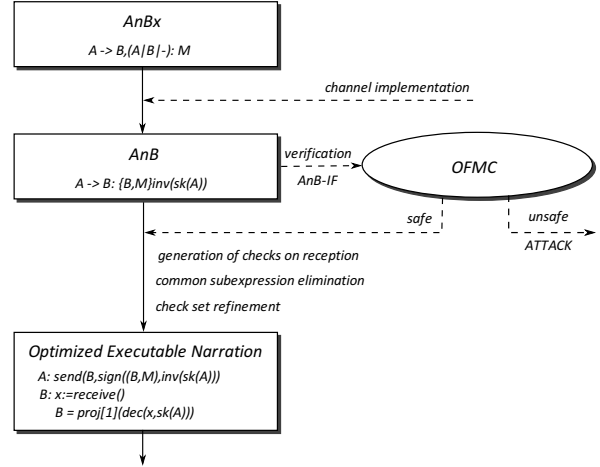 AnBx
A -> B,(A|B|-): M
channel implementation
AnB
A -> B: {B,M}inv(sk(A))
verification
AnB-IF
OFMC
safe
unsafe
ATTACK
generation of checks on reception
common subexpression elimination
check set refinement
Optimized Executable Narration
A: send(B,sign((B,M),inv(sk(A)))
B: x:=receive()
B = proj[1](dec(x,sk(A)))